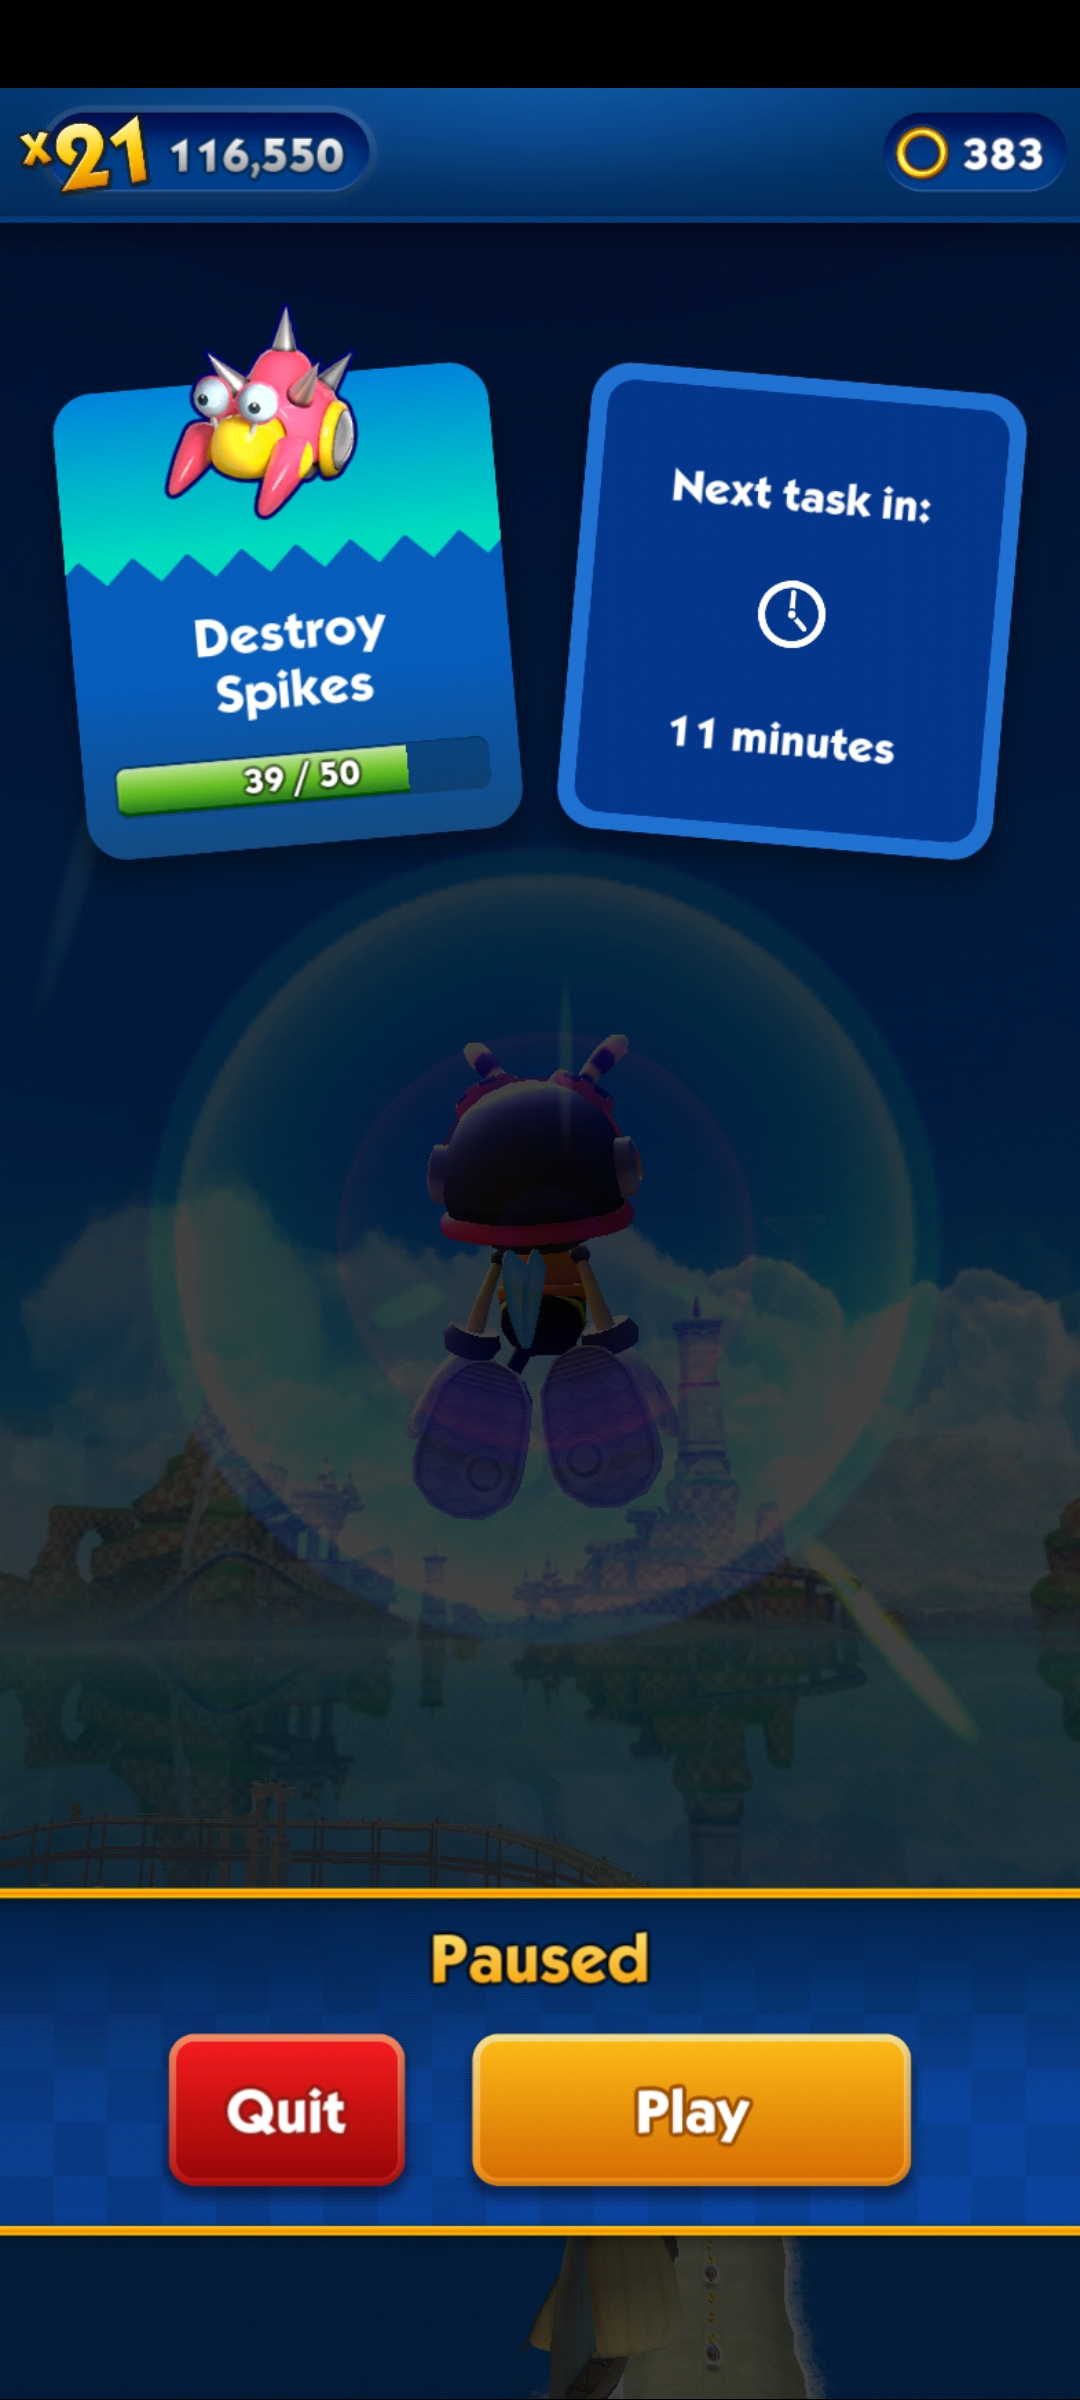 x21 116,550
383
Destroy
Spikes
39 / 50
Next task in:
11 minutes
Paused
Quit
Play